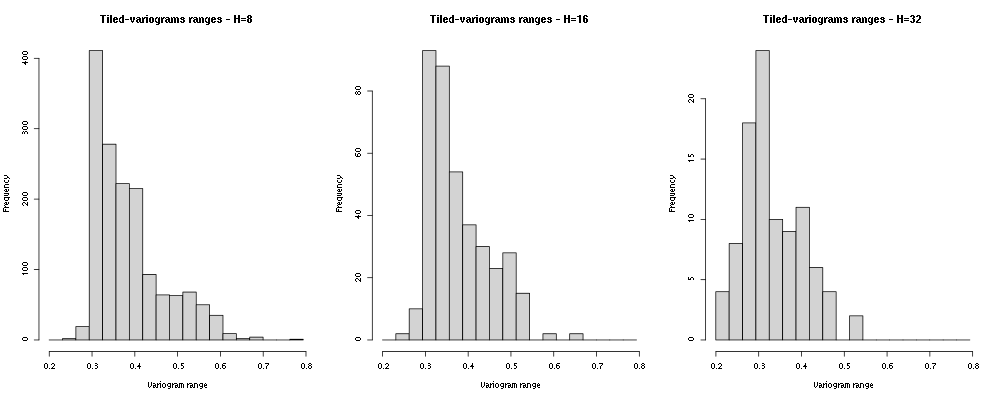 Tiled-variograms ranges - H=8
Tiled-variograms ranges - H=16
Tiled-variograms ranges - H=32
Frequency
0 100 200 300 400
0.2 0.3 0.4 0.5 0.6 0.7 0.8
Variogram range
Frequency
0 20 40 60 80
0.2 0.3 0.4 0.5 0.6 0.7 0.8
Variogram range
Frequency
0 5 10 15 20
0.2 0.3 0.4 0.5 0.6 0.7 0.8
Variogram range